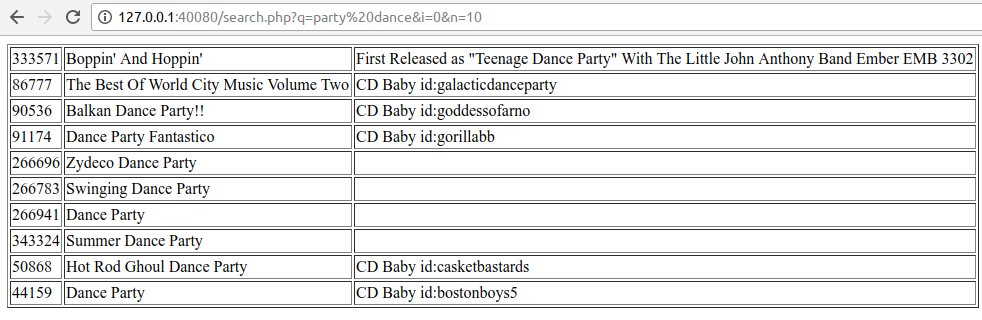 127.0.0.1:40080/search.php?q=party%20dance&i=0&n=10
333571 Boppin' And Hoppin' First Released as "Teenage Dance Party" With The Little John Anthony Band Ember EMB 3302
86777 The Best Of World City Music Volume Two CD Baby id:galacticdanceparty
90536 Balkan Dance Party!! CD Baby id:goddessofarno
91174 Dance Party Fantastico CD Baby id:gorillabb
266696 Zydeco Dance Party
266783 Swinging Dance Party
266941 Dance Party
343324 Summer Dance Party
50868 Hot Rod Ghoul Dance Party CD Baby id:casketbastards
44159 Dance Party CD Baby id:bostonboys5